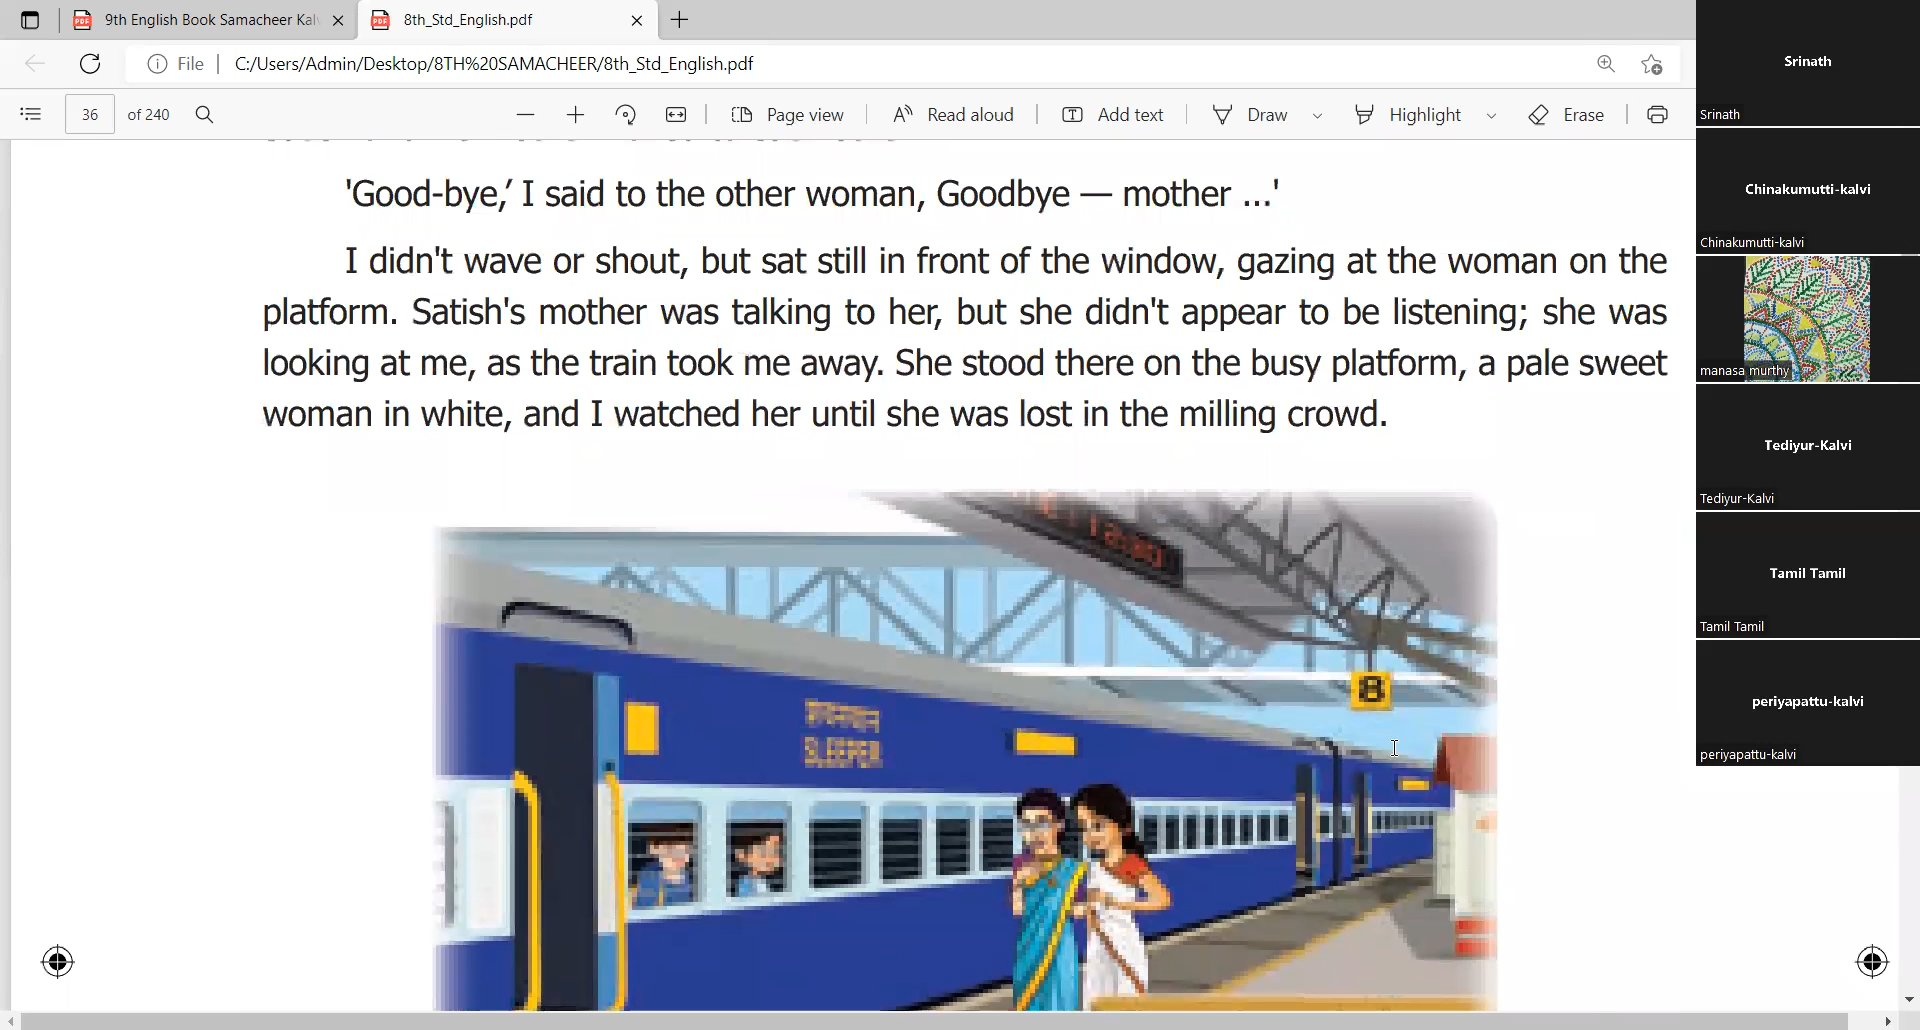 9th English Book Samacheer Kal
8th_Std_English.pdf
File
C:/Users/Admin/Desktop/8TH%20SAMACHEER/8th_Std_English.pdf
36 of 240
Page view
Read aloud
Add text
Draw
Highlight
Erase
'Good-bye,’ I said to the other woman, Goodbye — mother ...'
I didn't wave or shout, but sat still in front of the window, gazing at the woman on the
platform. Satish's mother was talking to her, but she didn't appear to be listening; she was
looking at me, as the train took me away. She stood there on the busy platform, a pale sweet
woman in white, and I watched her until she was lost in the milling crowd.
8
SLEEPER
Srinath
Srinath
Chinakumutti-kalvi
Chinakumutti-kalvi
manasa murthy
Tediyur-Kalvi
Tediyur-Kalvi
Tamil Tamil
Tamil Tamil
periyapattu-kalvi
periyapattu-kalvi